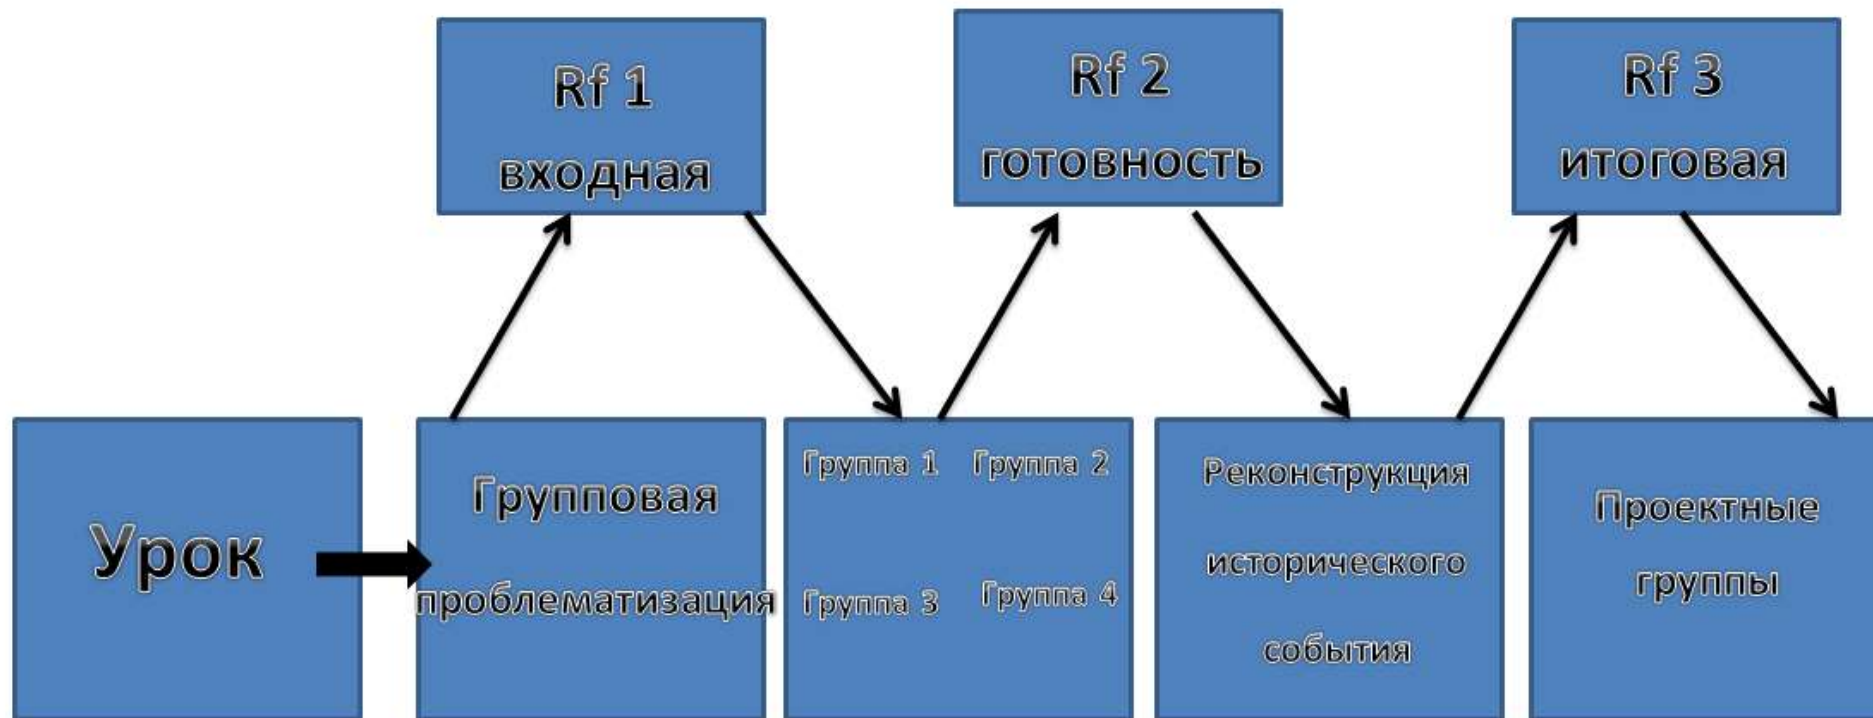 Rf 1
входная
Rf 2
готовность
Rf 3
итоговая
Урок
Групповая
проблематизация
Группа 1 Группа 2
Группа 3 Группа 4
Реконструкция
исторического
события
Проектные
группы